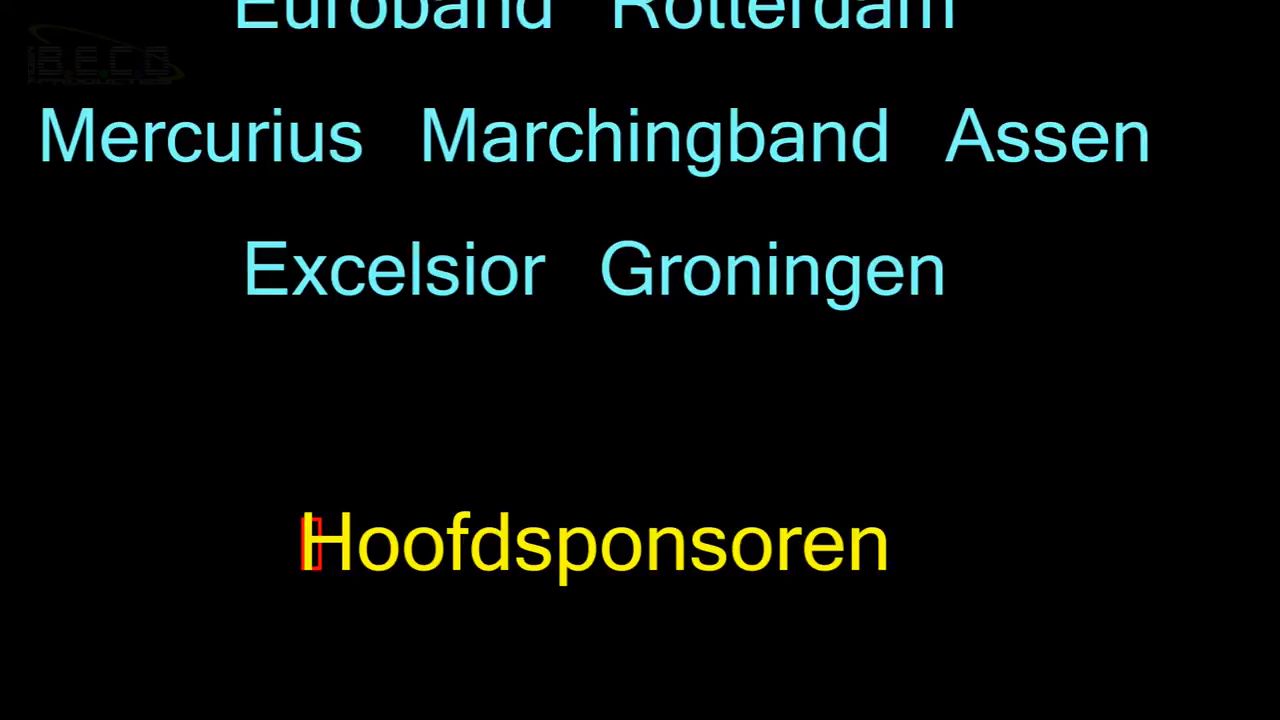 Euroband Rotterdam
B.E.C.O
Mercurius Marchingband Assen
Excelsior Groningen
Hoofdsponsoren